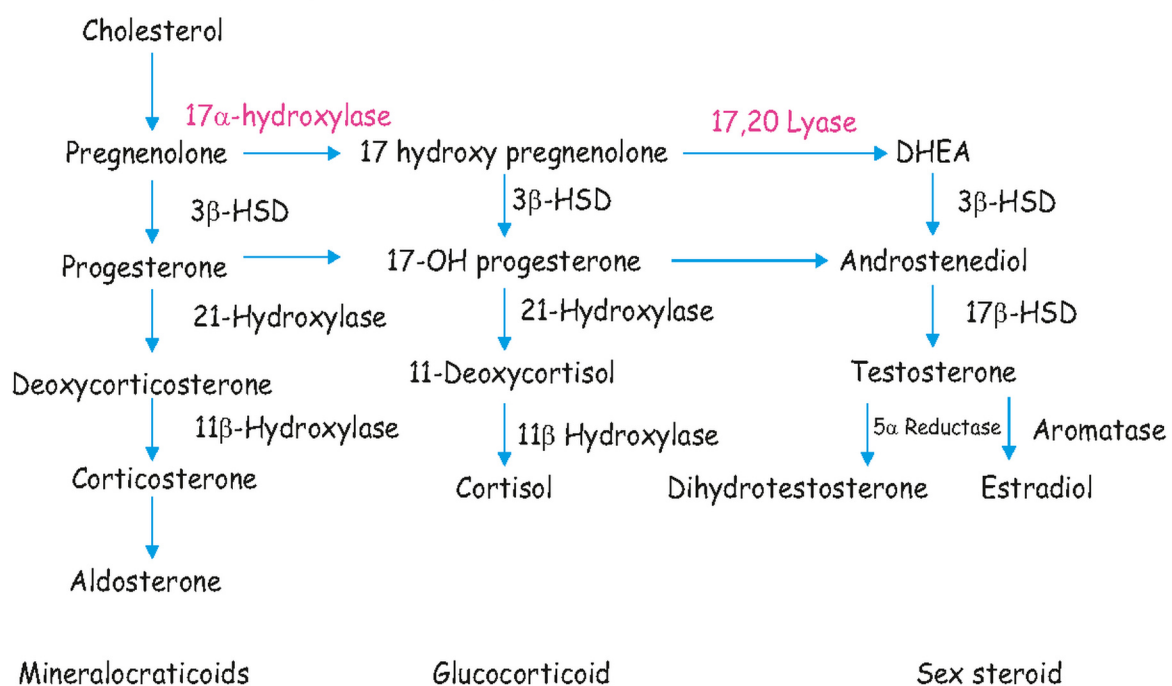 Cholesterol
17α-hydroxylase
17,20 Lyase
Pregnenolone
17 hydroxy pregnenolone
DHEA
3β-HSD
3β-HSD
3β-HSD
Progesterone
17-OH progesterone
Androstenediol
21-Hydroxylase
21-Hydroxylase
17β-HSD
Deoxycorticosterone
11-Deoxycortisol
Testosterone
11β-Hydroxylase
11β Hydroxylase
5α Reductase
Aromatase
Corticosterone
Cortisol
Dihydrotestosterone
Estradiol
Aldosterone
Mineralocraticoids
Glucocorticoid
Sex steroid